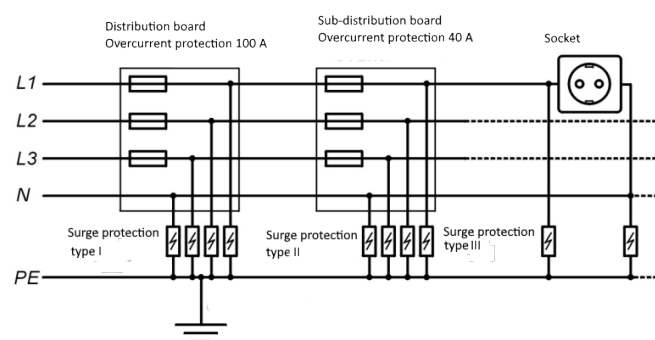 Distribution board
Overcurrent protection 100 A
Sub-distribution board
Overcurrent protection 40 A
Socket
L1
L2
L3
N
Surge protection
type I
Surge protection
type II
Surge protection
type III
PE